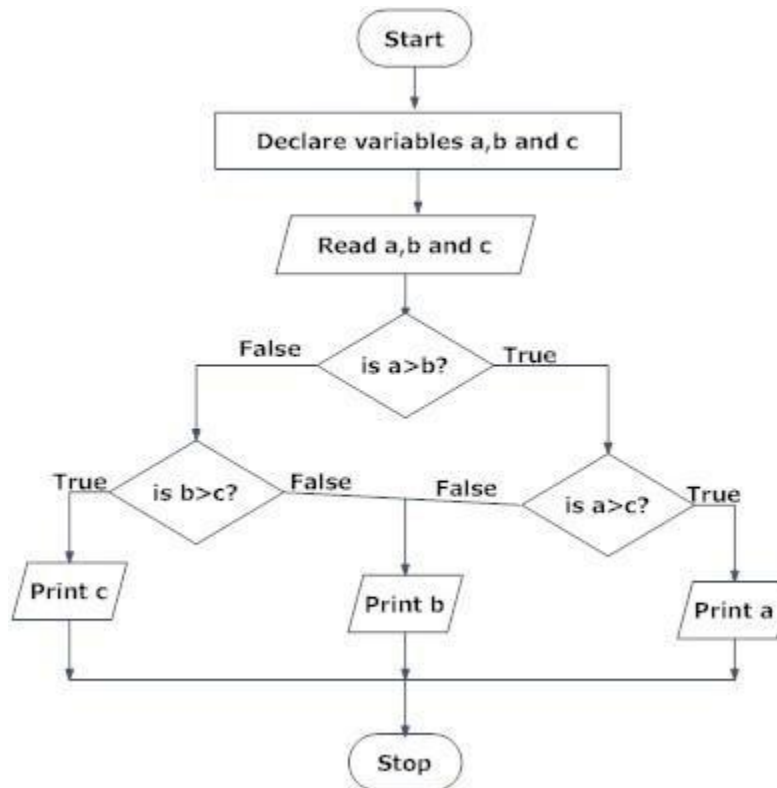 Start
Declare variables a,b and c
Read a,b and c
False
is a>b?
True
True
is b>c?
False
False
is a>c?
True
Print c
Print b
Print a
Stop